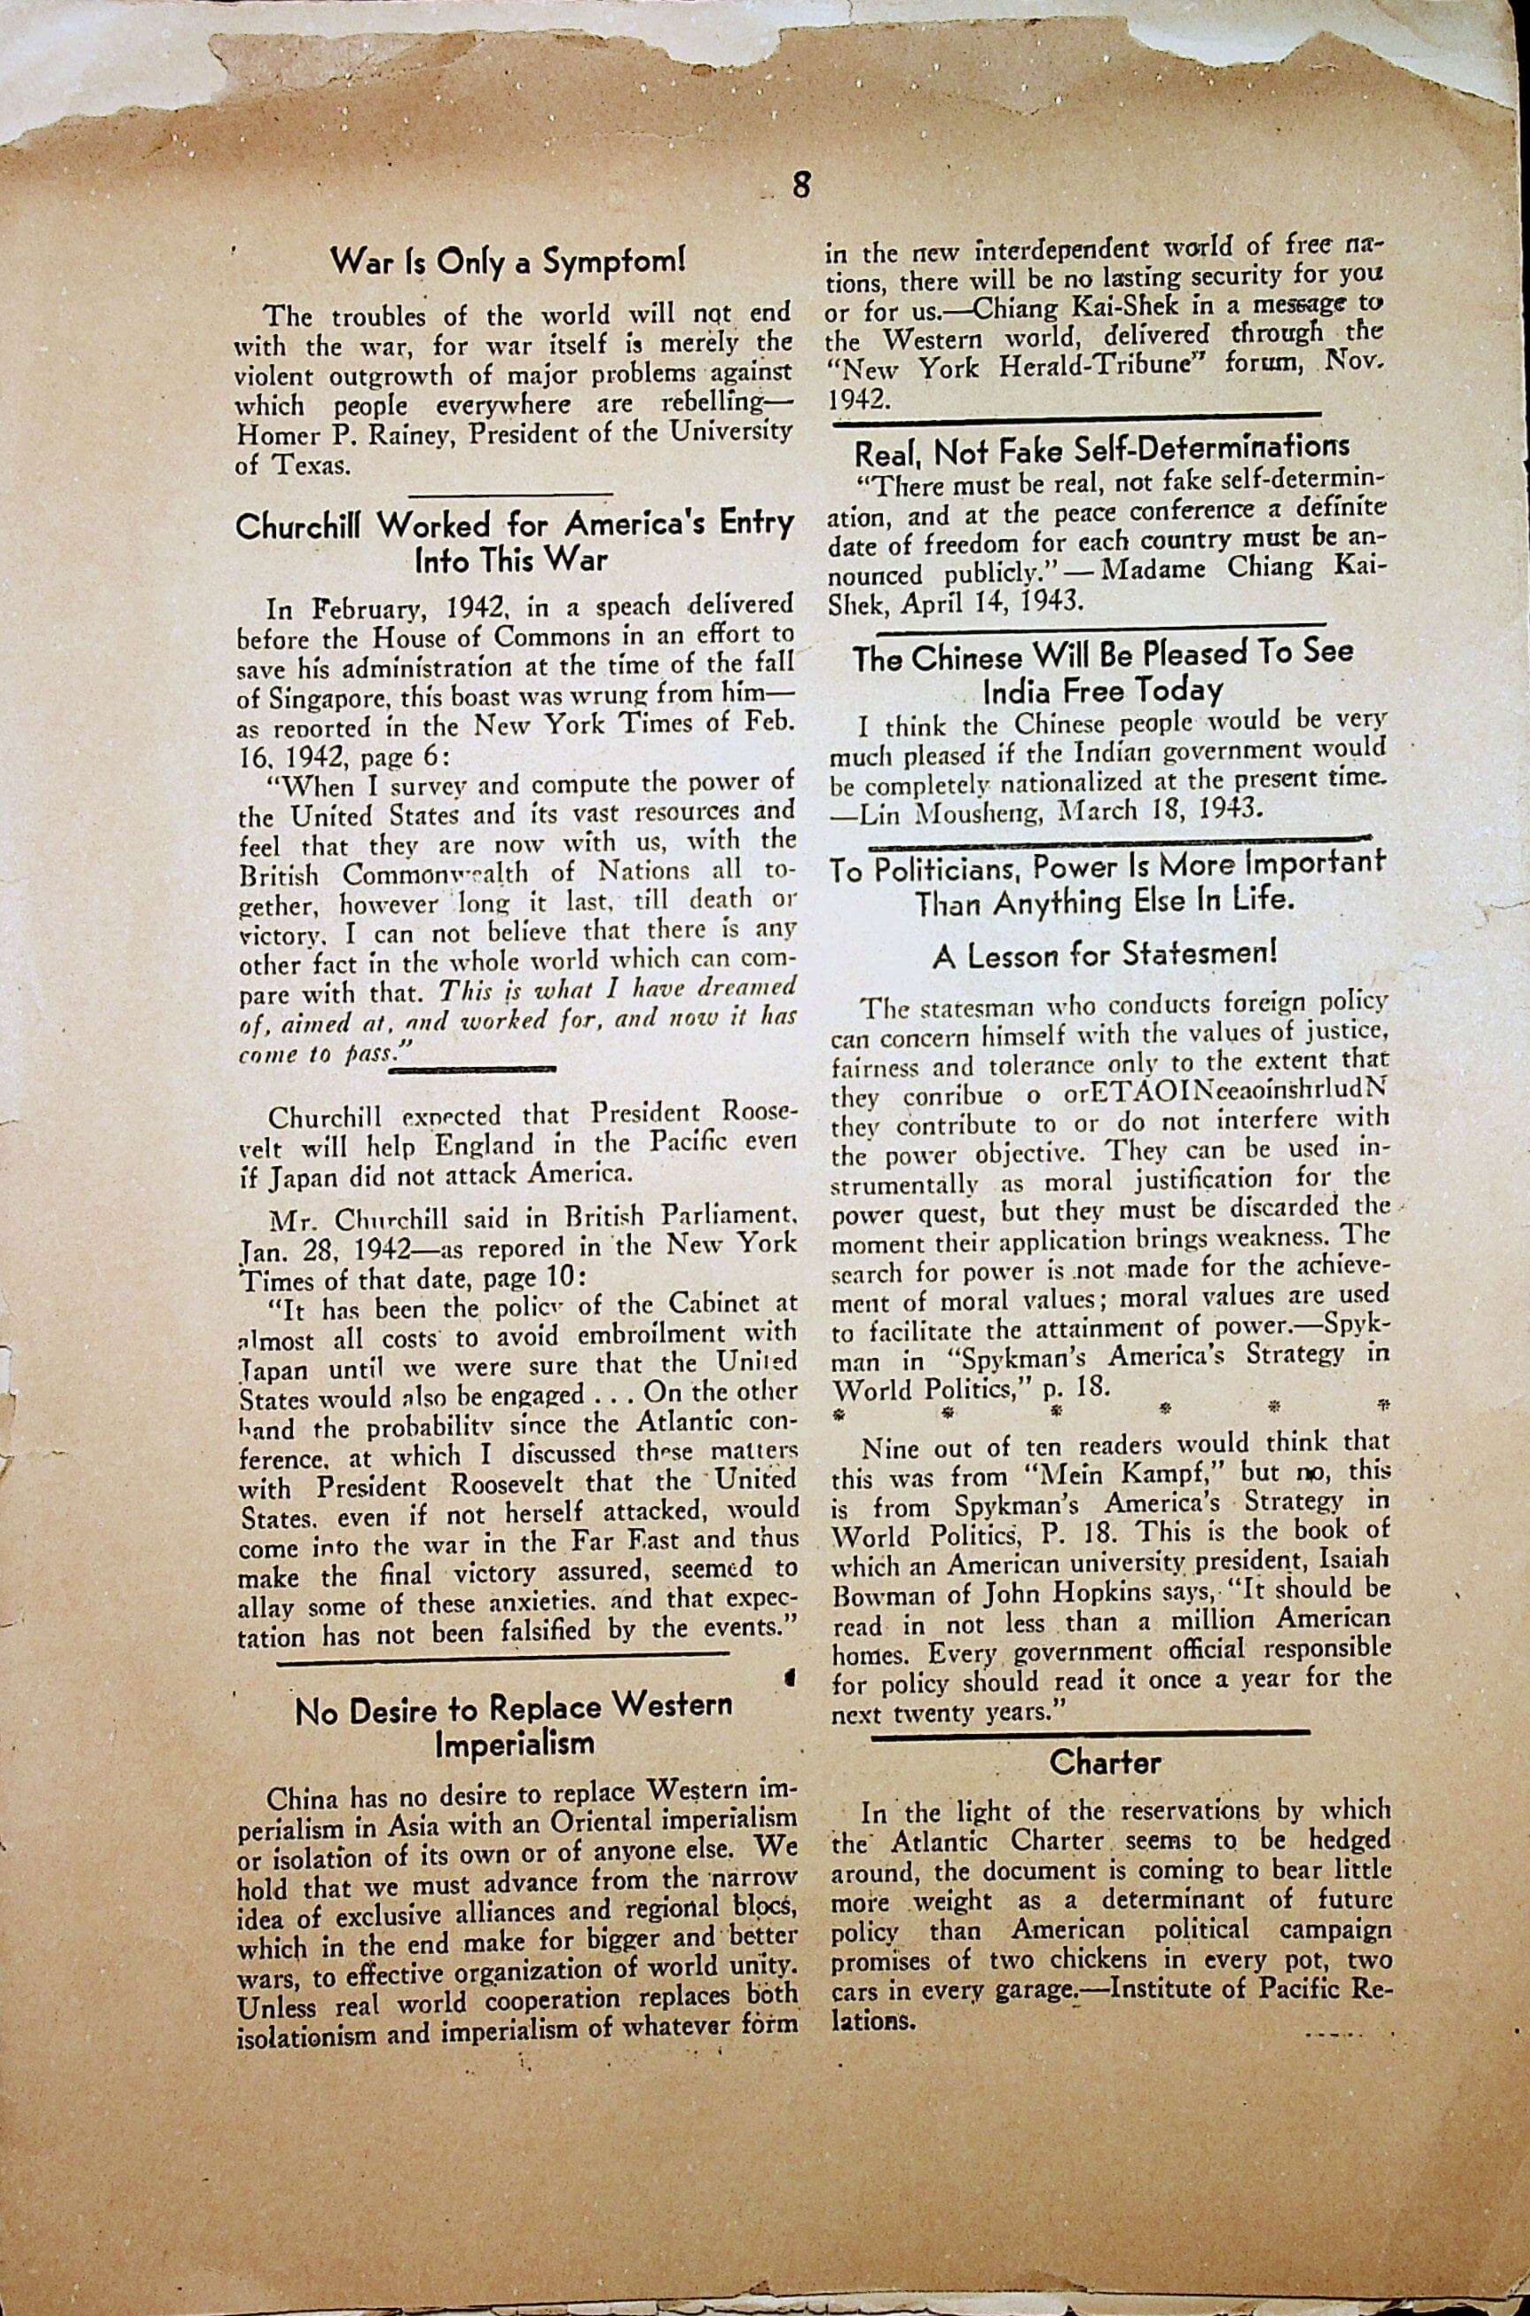 8
War Is Only a Symptom!
The troubles of the world will not end
with the war, for war itself is merely the
violent outgrowth of major problems against
which people everywhere are rebelling—
Homer P. Rainey, President of the University
of Texas.
Churchill Worked for America's Entry
Into This War
In February, 1942, in a speach delivered
before the House of Commons in an effort to
save his administration at the time of the fall
of Singapore, this boast was wrung from him—
as reported in the New York Times of Feb.
16, 1942, page 6:
“When I survey and compute the power of
the United States and its vast resources and
feel that they are now with us, with the
British Commonwealth of Nations all to-
gether, however long it last, till death or
victory, I can not believe that there is any
other fact in the whole world which can com-
pare with that. This is what I have dreamed
of, aimed at, and worked for, and now it has
come to pass.”
Churchill expected that President Roose-
velt will help England in the Pacific even
if Japan did not attack America.
Mr. Churchill said in British Parliament,
Jan. 28, 1942—as repored in the New York
Times of that date, page 10:
“It has been the policy of the Cabinet at
almost all costs to avoid embroilment with
Japan until we were sure that the United
States would also be engaged . . . On the other
hand the probability since the Atlantic con-
ference, at which I discussed these matters
with President Roosevelt that the United
States, even if not herself attacked, would
come into the war in the Far East and thus
make the final victory assured, seemed to
allay some of these anxieties, and that expec-
tation has not been falsified by the events.”
No Desire to Replace Western
Imperialism
China has no desire to replace Western im-
perialism in Asia with an Oriental imperialism
or isolation of its own or of anyone else. We
hold that we must advance from the narrow
idea of exclusive alliances and regional blocs,
which in the end make for bigger and better
wars, to effective organization of world unity.
Unless real world cooperation replaces both
isolationism and imperialism of whatever form
in the new interdependent world of free na-
tions, there will be no lasting security for you
or for us.—Chiang Kai-Shek in a message to
the Western world, delivered through the
“New York Herald-Tribune” forum, Nov.
1942.
Real, Not Fake Self-Determinations
“There must be real, not fake self-determin-
ation, and at the peace conference a definite
date of freedom for each country must be an-
nounced publicly.” — Madame Chiang Kai-
Shek, April 14, 1943.
The Chinese Will Be Pleased To See
India Free Today
I think the Chinese people would be very
much pleased if the Indian government would
be completely nationalized at the present time.
—Lin Mousheng, March 18, 1943.
To Politicians, Power Is More Important
Than Anything Else In Life.
A Lesson for Statesmen!
The statesman who conducts foreign policy
can concern himself with the values of justice,
fairness and tolerance only to the extent that
they conribue o orETAOINeeaoinshrludN
they contribute to or do not interfere with
the power objective. They can be used in-
strumentally as moral justification for the
power quest, but they must be discarded the
moment their application brings weakness. The
search for power is not made for the achieve-
ment of moral values; moral values are used
to facilitate the attainment of power.—Spyk-
man in “Spykman's America's Strategy in
World Politics,” p. 18.
* * * * * *
Nine out of ten readers would think that
this was from “Mein Kampf,” but no, this
is from Spykman's America's Strategy in
World Politics, P. 18. This is the book of
which an American university president, Isaiah
Bowman of John Hopkins says, “It should be
read in not less than a million American
homes. Every government official responsible
for policy should read it once a year for the
next twenty years.”
Charter
In the light of the reservations by which
the Atlantic Charter seems to be hedged
around, the document is coming to bear little
more weight as a determinant of future
policy than American political campaign
promises of two chickens in every pot, two
cars in every garage.—Institute of Pacific Re-
lations.